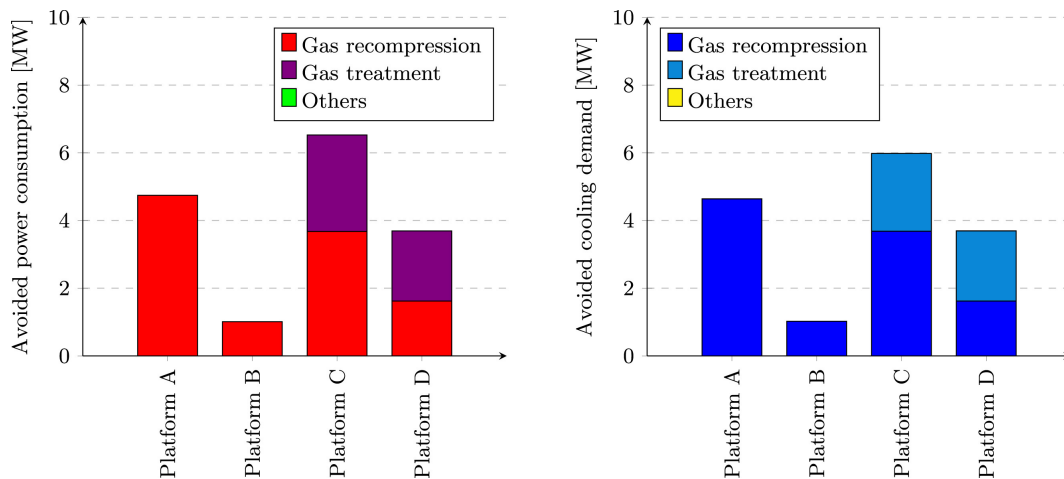 Avoided power consumption [MW]
10
8
6
4
2
0
Gas recompression
Gas treatment
Others
Platform A
Platform B
Platform C
Platform D
Avoided cooling demand [MW]
10
8
6
4
2
0
Gas recompression
Gas treatment
Others
Platform A
Platform B
Platform C
Platform D